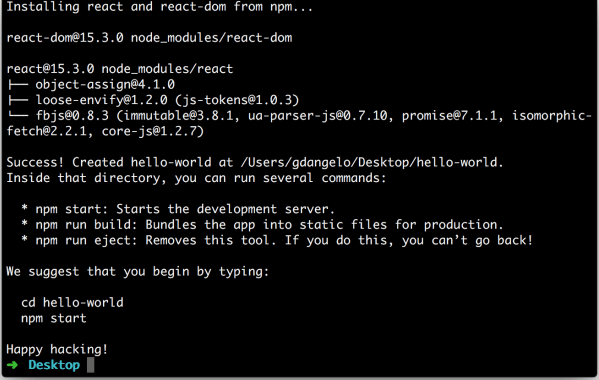 Installing react and react-dom from npm...
react-dom@15.3.0 node_modules/react-dom
react@15.3.0 node_modules/react
├── object-assign@4.1.0
├── loose-envify@1.2.0 (js-tokens@1.0.3)
└── fbjs@0.8.3 (immutable@3.8.1, ua-parser-js@0.7.10, promise@7.1.1, isomorphic-
fetch@2.2.1, core-js@1.2.7)
Success! Created hello-world at /Users/gdangelo/Desktop/hello-world.
Inside that directory, you can run several commands:
* npm start: Starts the development server.
* npm run build: Bundles the app into static files for production.
* npm run eject: Removes this tool. If you do this, you can’t go back!
We suggest that you begin by typing:
cd hello-world
npm start
Happy hacking!
➜ Desktop